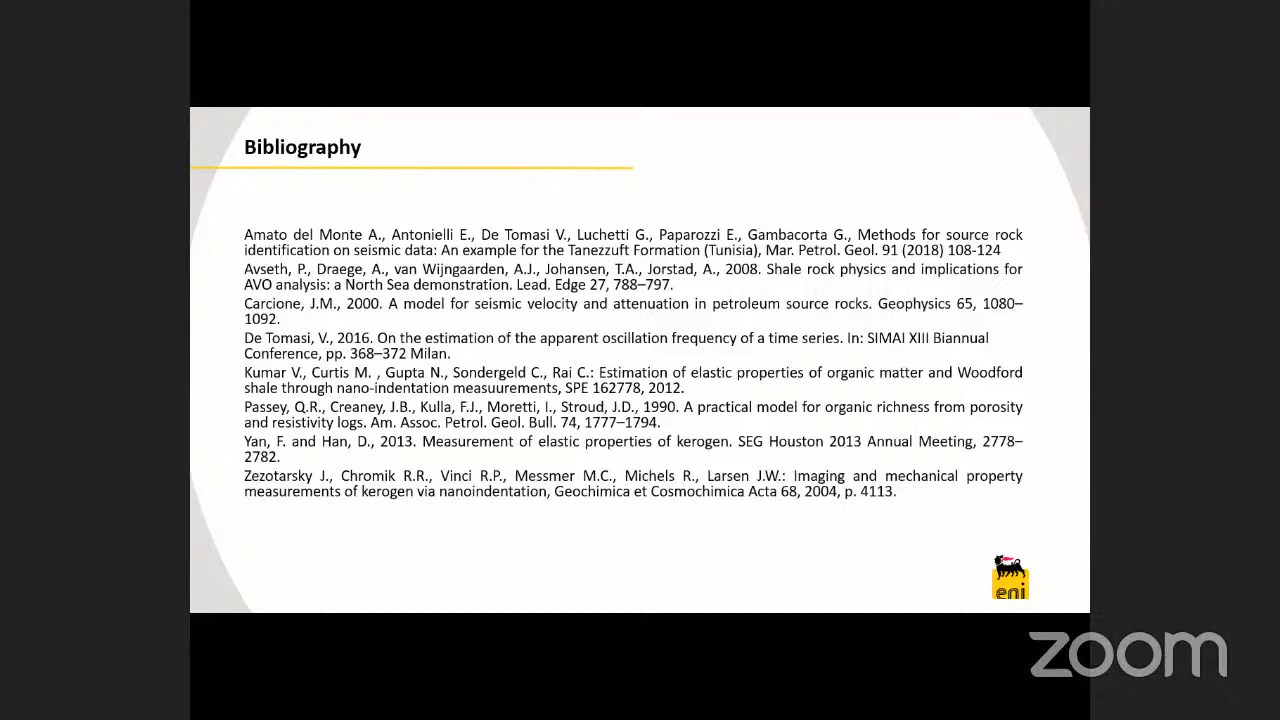 Bibliography
Amato del Monte A., Antonielli E., De Tomasi V., Luchetti G., Paparozzi E., Gambacorta G., Methods for source rock
identification on seismic data: An example for the Tanezzuft Formation (Tunisia), Mar. Petrol. Geol. 91 (2018) 108-124
Avseth, P., Draege, A., van Wijngaarden, A.J., Johansen, T.A., Jorstad, A., 2008. Shale rock physics and implications for
AVO analysis: a North Sea demonstration. Lead. Edge 27, 788–797.
Carcione, J.M., 2000. A model for seismic velocity and attenuation in petroleum source rocks. Geophysics 65, 1080–
1092.
De Tomasi, V., 2016. On the estimation of the apparent oscillation frequency of a time series. In: SIMAI XIII Biannual
Conference, pp. 368–372 Milan.
Kumar V., Curtis M. , Gupta N., Sondergeld C., Rai C.: Estimation of elastic properties of organic matter and Woodford
shale through nano-indentation measuurements, SPE 162778, 2012.
Passey, Q.R., Creaney, J.B., Kulla, F.J., Moretti, I., Stroud, J.D., 1990. A practical model for organic richness from porosity
and resistivity logs. Am. Assoc. Petrol. Geol. Bull. 74, 1777–1794.
Yan, F. and Han, D., 2013. Measurement of elastic properties of kerogen. SEG Houston 2013 Annual Meeting, 2778–
2782.
Zezotarsky J., Chromik R.R., Vinci R.P., Messmer M.C., Michels R., Larsen J.W.: Imaging and mechanical property
measurements of kerogen via nanoindentation, Geochimica et Cosmochimica Acta 68, 2004, p. 4113.
eni
zoom